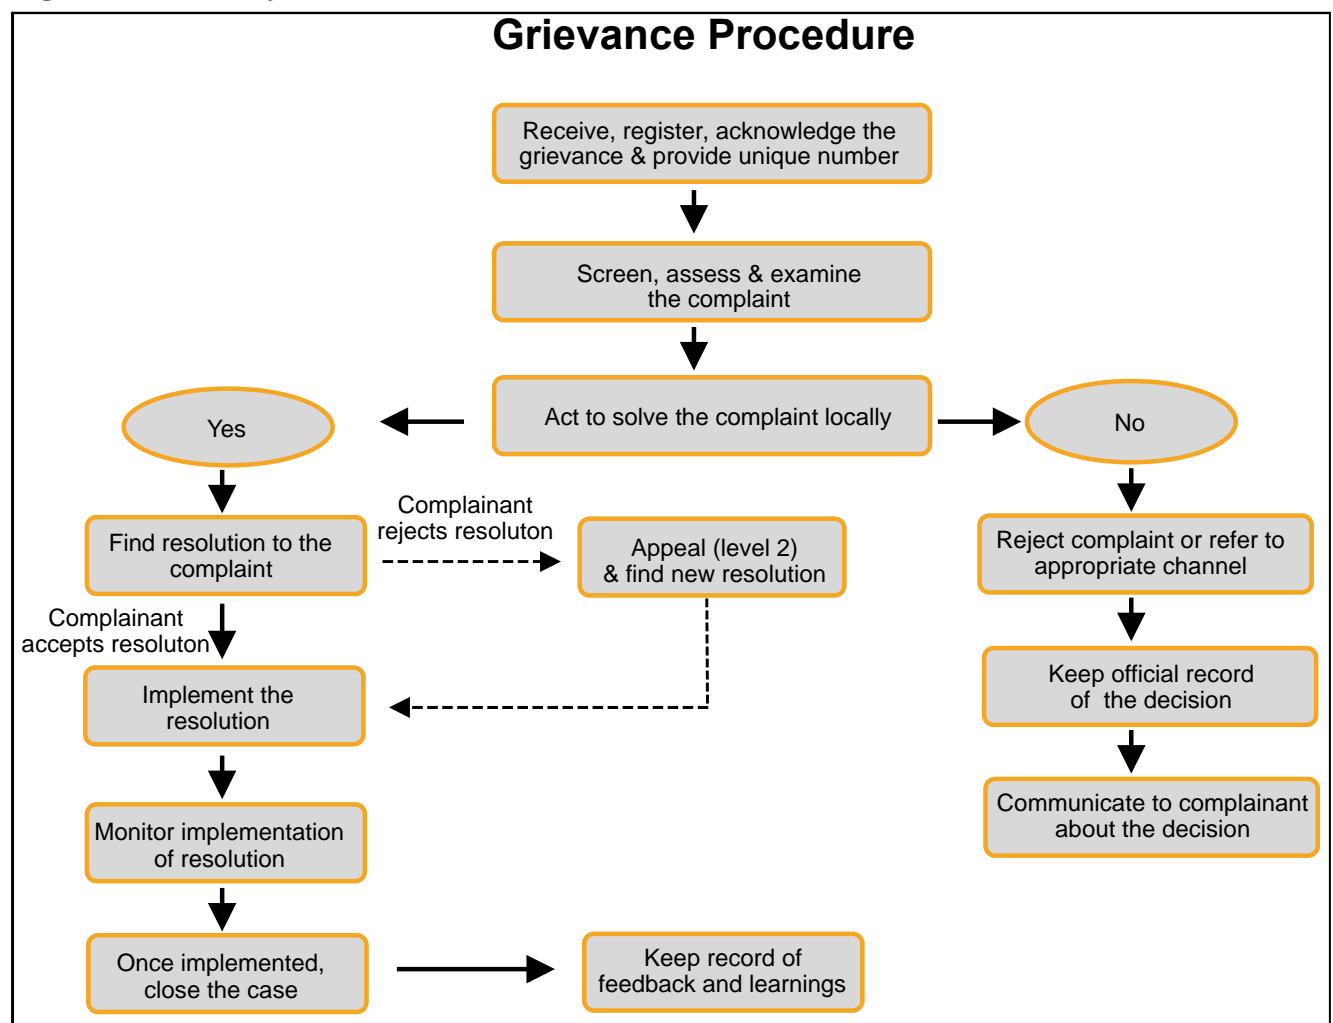 Grievance Procedure
Receive, register, acknowledge the
grievance & provide unique number
Screen, assess & examine
the complaint
Act to solve the complaint locally
Yes
No
Complainant
rejects resoluton
Find resolution to the
complaint
Appeal (level 2)
& find new resolution
Reject complaint or refer to
appropriate channel
Complainant
accepts resoluton
Implement the
resolution
Keep official record
of the decision
Monitor implementation
of resolution
Communicate to complainant
about the decision
Once implemented,
close the case
Keep record of
feedback and learnings